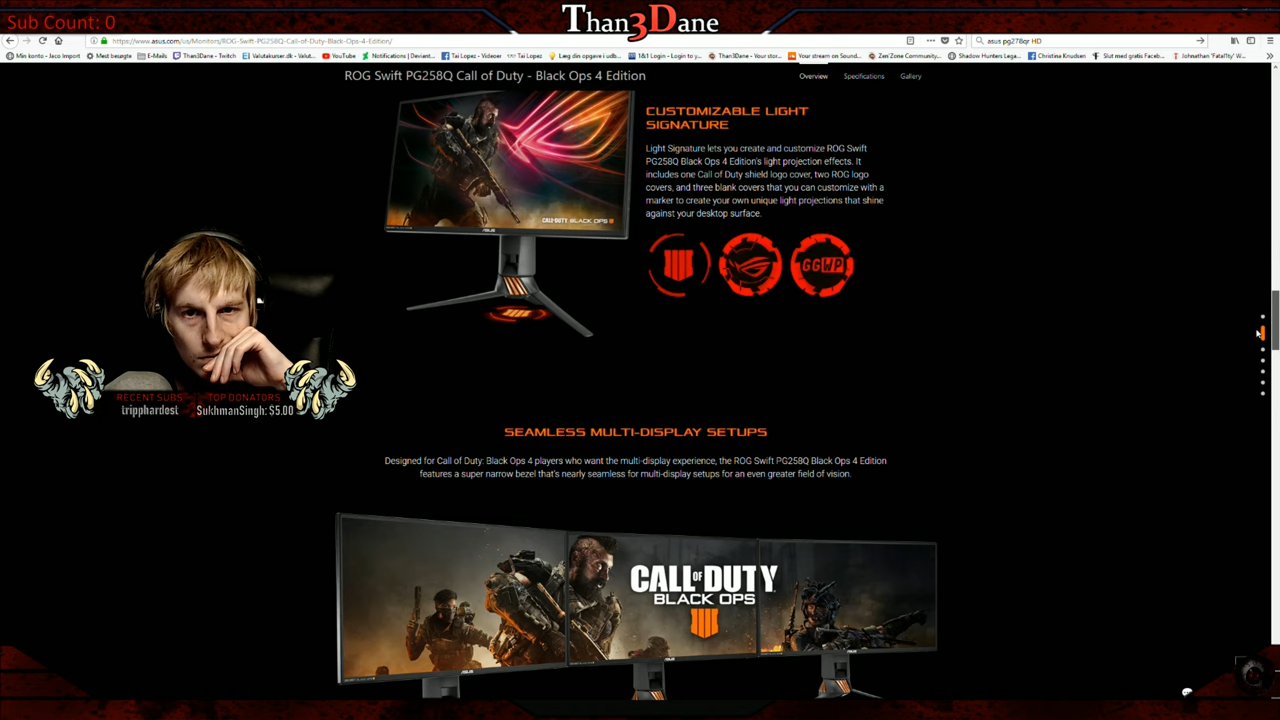 Sub Count: 0
Than3Dane
https://www.asus.com/us/Monitors/ROG-Swift-PG258Q-Call-of-Duty-Black-Ops-4-Edition/
asus pg278qr HD
Min konto - Jaco Import
Mest besøgte
E-Mails
Than3Dane - Twitch
Valutakurser.dk - Valut...
YouTube
Notifications | Deviant...
Tai Lopez - Videoer
Tai Lopez
Læg din opgave i udbu...
1&1 Login - Login to y...
Than3Dane - Your stor...
Your stream on Sound...
Zen'Zone Community...
Shadow Hunters Lega...
Christina Knudsen
Slut med gratis Faceb...
Johnathan 'Fatal1ty' W...
ROG Swift PG258Q Call of Duty - Black Ops 4 Edition
Overview
Specifications
Gallery
CUSTOMIZABLE LIGHT
SIGNATURE
Light Signature lets you create and customize ROG Swift
PG258Q Black Ops 4 Edition's light projection effects. It
includes one Call of Duty shield logo cover, two ROG logo
covers, and three blank covers that you can customize with a
marker to create your own unique light projections that shine
against your desktop surface.
CALL OF DUTY BLACK OPS
GGWP
RECENT SUBS
TOP DONATORS
tripphardost
SukhmanSingh: $5.00
SEAMLESS MULTI-DISPLAY SETUPS
Designed for Call of Duty: Black Ops 4 players who want the multi-display experience, the ROG Swift PG258Q Black Ops 4 Edition
features a super narrow bezel that's nearly seamless for multi-display setups for an even greater field of vision.
CALL OF DUTY
BLACK OPS
IIII